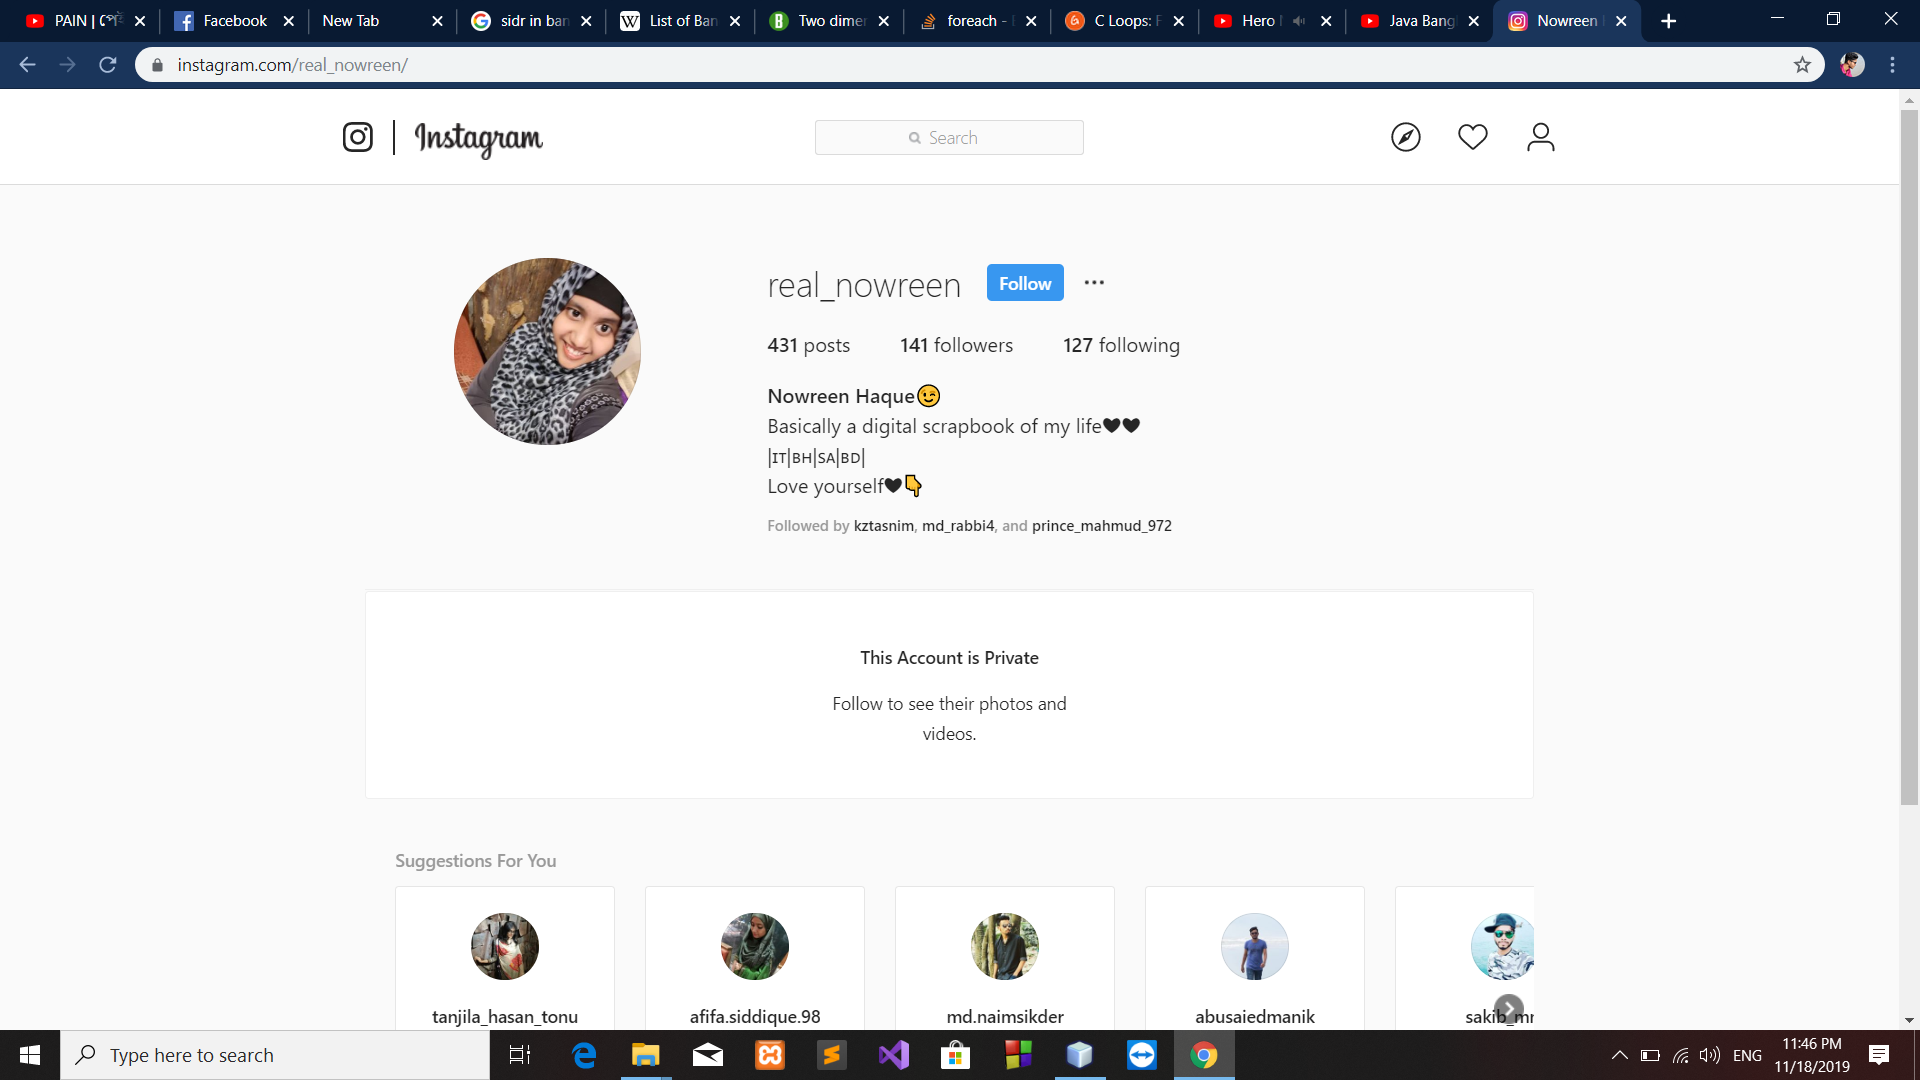 PAIN |
Facebook
New Tab
sidr in ban
List of Ban
Two dimer
foreach -
C Loops: F
Hero
Java Bang
Nowreen
instagram.com/real_nowreen/
Instagram
Search
real_nowreen
Follow
431 posts 141 followers 127 following
Nowreen Haque😉
Basically a digital scrapbook of my life🖤🖤
|ɪᴛ|ʙʜ|sᴀ|ʙᴅ|
Love yourself🖤👇
Followed by kztasnim, md_rabbi4, and prince_mahmud_972
This Account is Private
Follow to see their photos and
videos.
Suggestions For You
tanjila_hasan_tonu
afifa.siddique.98
md.naimsikder
abusaiedmanik
Type here to search
ENG
11:46 PM
11/18/2019